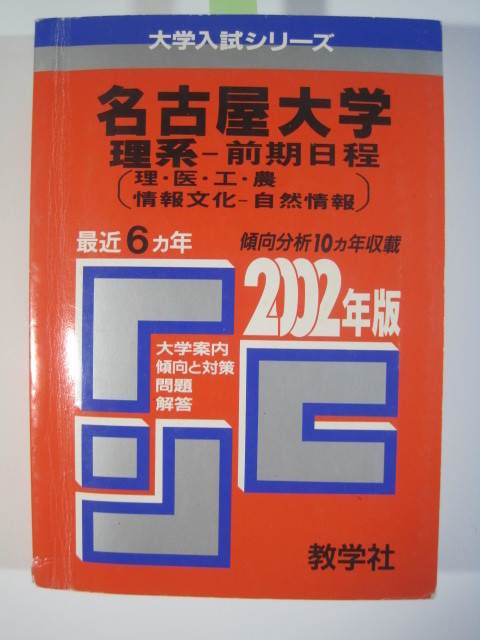 大学入試シリーズ
名古屋大学
理系-前期日程
(理・医・工・農
情報文化-自然情報)
最近6ヵ年
傾向分析10ヵ年収載
2002年版
大学案内
傾向と対策
問題
解答
教学社